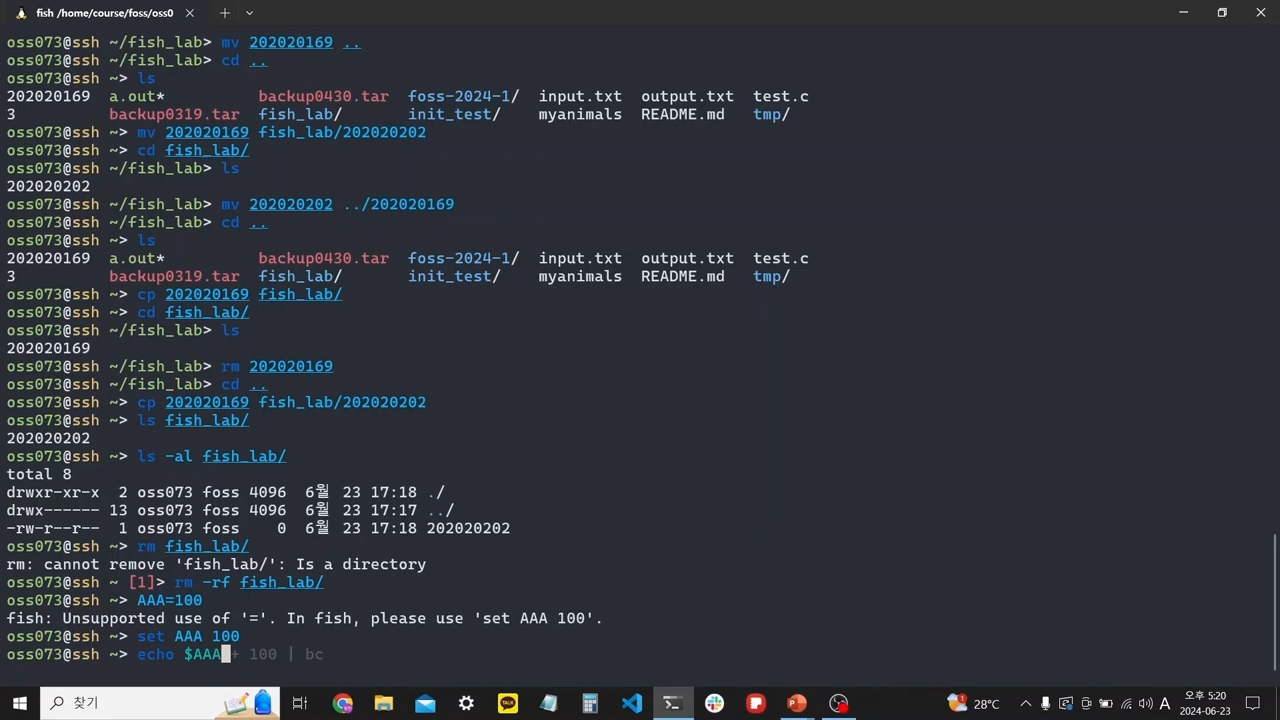 fish /home/course/foss/oss0
oss073@ssh ~/fish_lab> mv 202020169 ..
oss073@ssh ~/fish_lab> cd ..
oss073@ssh ~> ls
202020169  a.out*          backup0430.tar  foss-2024-1/  input.txt  output.txt  test.c
3          backup0319.tar  fish_lab/       init_test/    myanimals  README.md   tmp/
oss073@ssh ~> mv 202020169 fish_lab/202020202
oss073@ssh ~> cd fish_lab/
oss073@ssh ~/fish_lab> ls
202020202
oss073@ssh ~/fish_lab> mv 202020202 ../202020169
oss073@ssh ~/fish_lab> cd ..
oss073@ssh ~> ls
202020169  a.out*          backup0430.tar  foss-2024-1/  input.txt  output.txt  test.c
3          backup0319.tar  fish_lab/       init_test/    myanimals  README.md   tmp/
oss073@ssh ~> cp 202020169 fish_lab/
oss073@ssh ~> cd fish_lab/
oss073@ssh ~/fish_lab> ls
202020169
oss073@ssh ~/fish_lab> rm 202020169
oss073@ssh ~/fish_lab> cd ..
oss073@ssh ~> cp 202020169 fish_lab/202020202
oss073@ssh ~> ls fish_lab/
202020202
oss073@ssh ~> ls -al fish_lab/
total 8
drwxr-xr-x  2 oss073 foss 4096  6월 23 17:18 ./
drwx------ 13 oss073 foss 4096  6월 23 17:17 ../
-rw-r--r--  1 oss073 foss    0  6월 23 17:18 202020202
oss073@ssh ~> rm fish_lab/
rm: cannot remove 'fish_lab/': Is a directory
oss073@ssh ~ [1]> rm -rf fish_lab/
oss073@ssh ~> AAA=100
fish: Unsupported use of '='. In fish, please use 'set AAA 100'.
oss073@ssh ~> set AAA 100
oss073@ssh ~> echo $AAA + 100 | bc
찾기
TALK
28°C
A
오후 5:20
2024-06-23